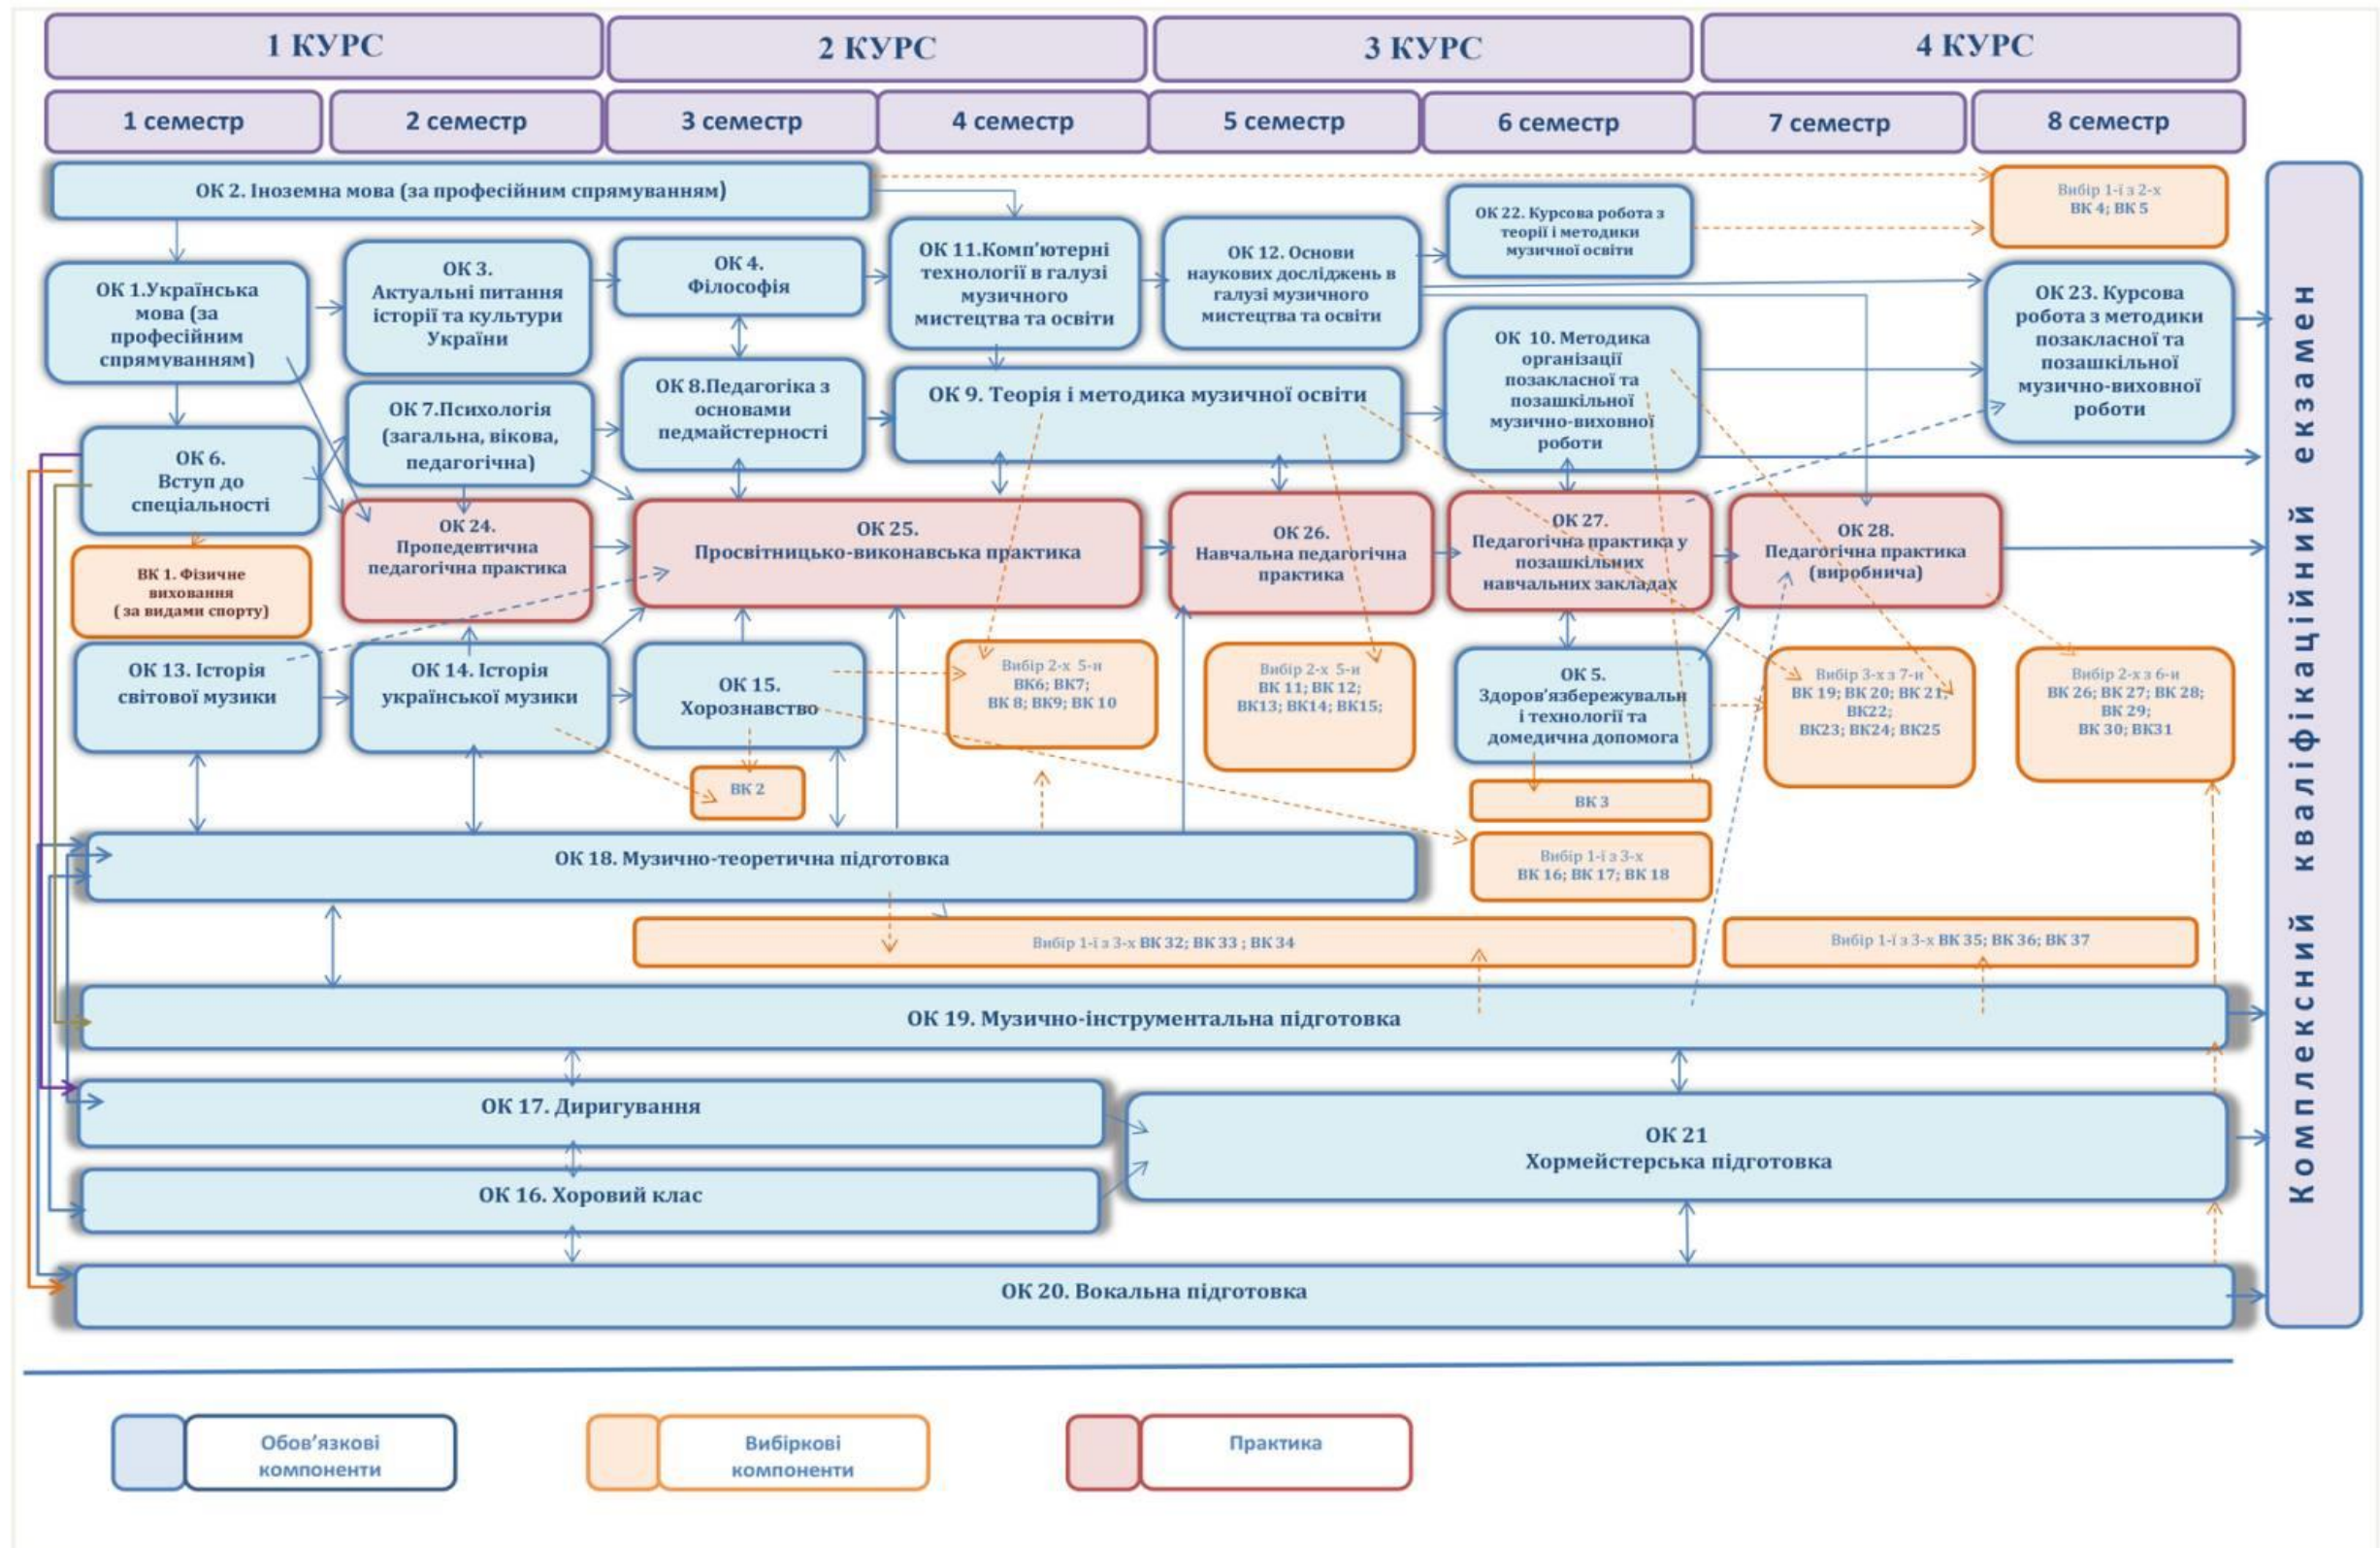 1 КУРС
2 КУРС
3 КУРС
4 КУРС
1 семестр
2 семестр
3 семестр
4 семестр
5 семестр
6 семестр
7 семестр
8 семестр
ОК 2. Іноземна мова (за професійним спрямуванням)
Вибір 1-ї з 2-х
ВК 4; ВК 5
ОК 1.Українська
мова (за
професійним
спрямуванням)
ОК 3.
Актуальні питання
історії та культури
України
ОК 4.
Філософія
ОК 11.Комп’ютерні
технології в галузі
музичного
мистецтва та освіти
ОК 12. Основи
наукових досліджень в
галузі музичного
мистецтва та освіти
ОК 22. Курсова робота з
теорії і методики
музичної освіти
ОК 23. Курсова
робота з методики
позакласної та
позашкільної
музично-виховної
роботи
ОК 10. Методика
організації
позакласної та
позашкільної
музично-виховної
роботи
ОК 7.Психологія
(загальна, вікова,
педагогічна)
ОК 8.Педагогіка з
основами
педмайстерності
ОК 9. Теорія і методика музичної освіти
ОК 6.
Вступ до
спеціальності
ОК 24.
Пропедевтична
педагогічна практика
ОК 25.
Просвітницько-виконавська практика
ОК 26.
Навчальна педагогічна
практика
ОК 27.
Педагогічна практика у
позашкільних
навчальних закладах
ОК 28.
Педагогічна практика
(виробнича)
ВК 1. Фізичне
виховання
( за видами спорту)
ОК 13. Історія
світової музики
ОК 14. Історія
української музики
ОК 15.
Хорознавство
Вибір 2-х 5-и
ВК6; ВК7;
ВК 8; ВК9; ВК 10
Вибір 2-х 5-и
ВК 11; ВК 12;
ВК13; ВК14; ВК15;
ОК 5.
Здоров’язбережувальн
і технології та
домедична допомога
Вибір 3-х з 7-и
ВК 19; ВК 20; ВК 21;
ВК22;
ВК23; ВК24; ВК25
Вибір 2-х з 6-и
ВК 26; ВК 27; ВК 28;
ВК 29;
ВК 30; ВК31
ВК 2
ВК 3
ОК 18. Музично-теоретична підготовка
Вибір 1-ї з 3-х
ВК 16; ВК 17; ВК 18
Вибір 1-ї з 3-х ВК 32; ВК 33 ; ВК 34
Вибір 1-ї з 3-х ВК 35; ВК 36; ВК 37
ОК 19. Музично-інструментальна підготовка
ОК 17. Диригування
ОК 21
Хормейстерська підготовка
ОК 16. Хоровий клас
ОК 20. Вокальна підготовка
Комплексний кваліфікаційний екзамен
Обов’язкові
компоненти
Вибіркові
компоненти
Практика